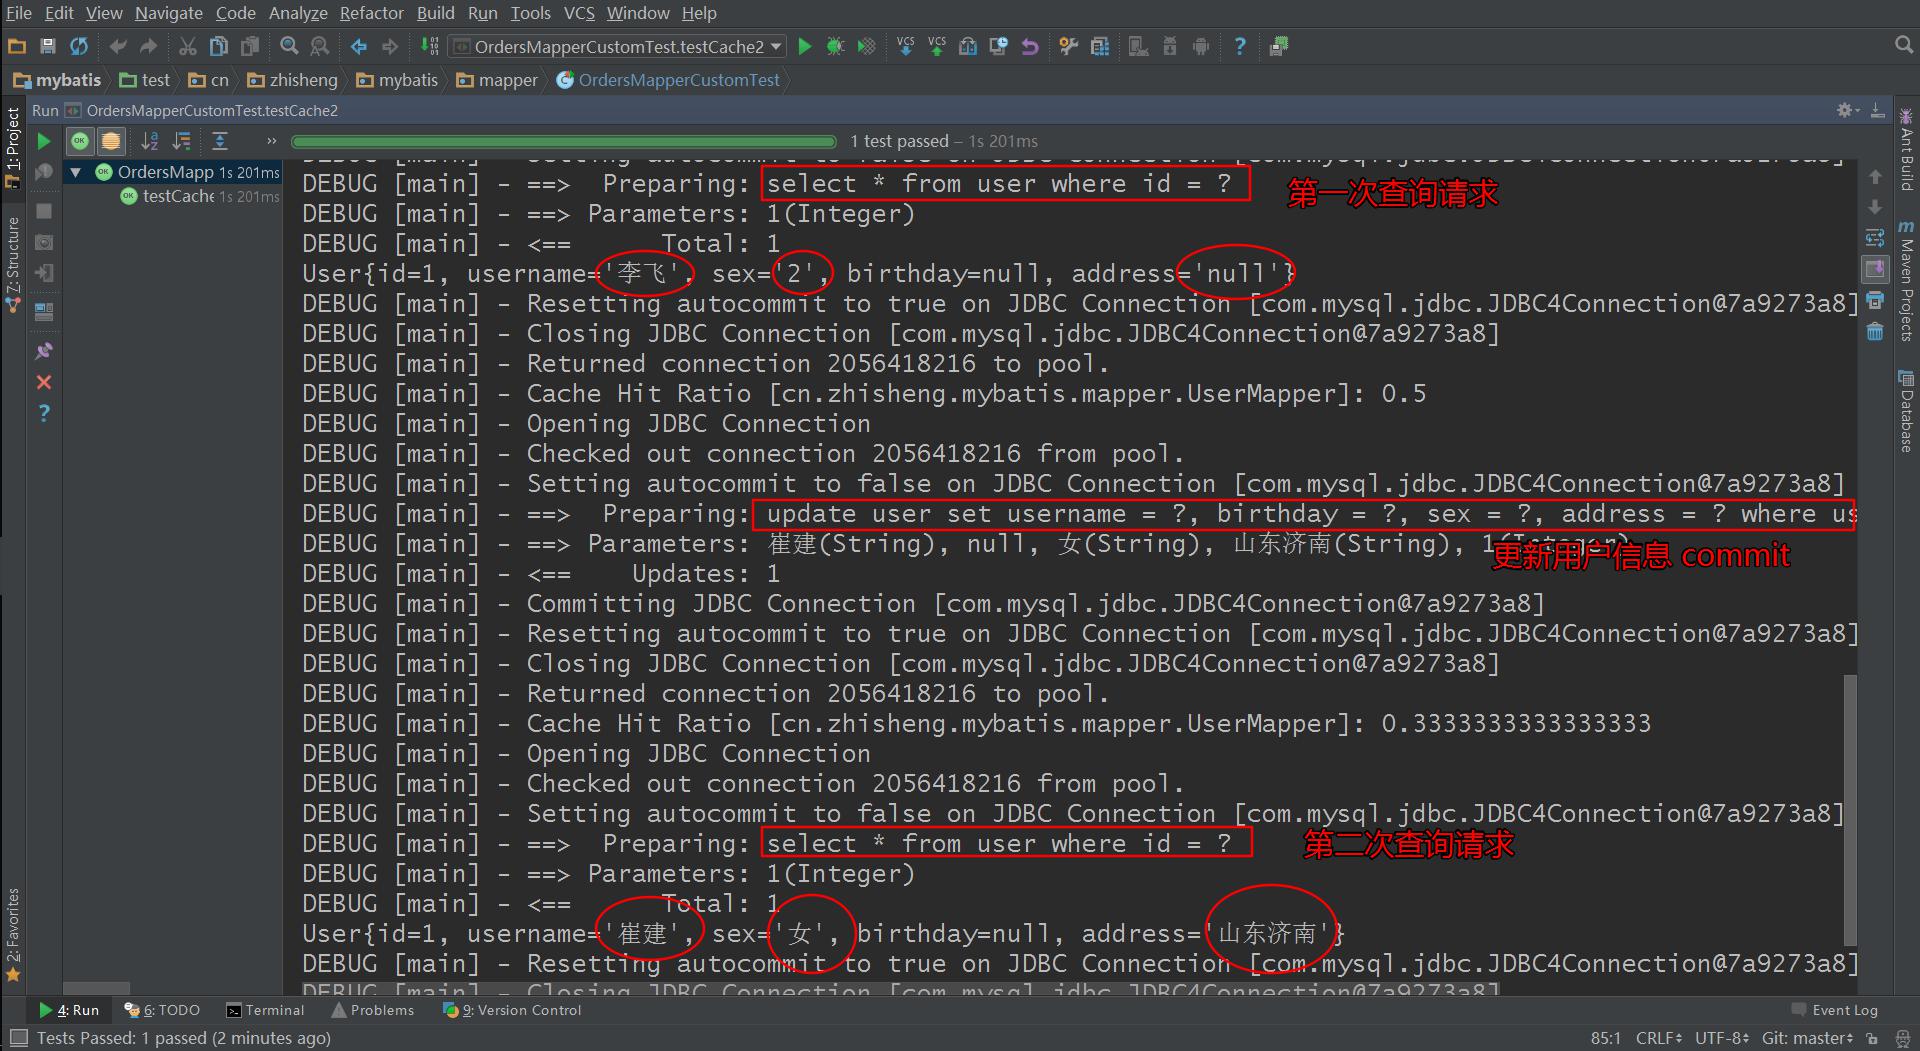 File Edit View Navigate Code Analyze Refactor Build Run Tools VCS Window Help
OrdersMapperCustomTest.testCache2
VCS VCS
mybatis test cn zhisheng mybatis mapper OrdersMapperCustomTest
Run OrdersMapperCustomTest.testCache2
1 test passed – 1s 201ms
OrdersMapp 1s 201ms
testCache 1s 201ms
1: Project
Z: Structure
2: Favorites
Ant Build
Maven Projects
Database
DEBUG [main] - ==>  Preparing: select * from user where id = ? 第一次查询请求
DEBUG [main] - ==> Parameters: 1(Integer)
DEBUG [main] - <==      Total: 1
User{id=1, username='李飞', sex='2', birthday=null, address='null'}
DEBUG [main] - Resetting autocommit to true on JDBC Connection [com.mysql.jdbc.JDBC4Connection@7a9273a8]
DEBUG [main] - Closing JDBC Connection [com.mysql.jdbc.JDBC4Connection@7a9273a8]
DEBUG [main] - Returned connection 2056418216 to pool.
DEBUG [main] - Cache Hit Ratio [cn.zhisheng.mybatis.mapper.UserMapper]: 0.5
DEBUG [main] - Opening JDBC Connection
DEBUG [main] - Checked out connection 2056418216 from pool.
DEBUG [main] - Setting autocommit to false on JDBC Connection [com.mysql.jdbc.JDBC4Connection@7a9273a8]
DEBUG [main] - ==>  Preparing: update user set username = ?, birthday = ?, sex = ?, address = ? where us
DEBUG [main] - ==> Parameters: 崔建(String), null, 女(String), 山东济南(String), 1(Integer)
更新用户信息 commit
DEBUG [main] - <==    Updates: 1
DEBUG [main] - Committing JDBC Connection [com.mysql.jdbc.JDBC4Connection@7a9273a8]
DEBUG [main] - Resetting autocommit to true on JDBC Connection [com.mysql.jdbc.JDBC4Connection@7a9273a8]
DEBUG [main] - Closing JDBC Connection [com.mysql.jdbc.JDBC4Connection@7a9273a8]
DEBUG [main] - Returned connection 2056418216 to pool.
DEBUG [main] - Cache Hit Ratio [cn.zhisheng.mybatis.mapper.UserMapper]: 0.3333333333333333
DEBUG [main] - Opening JDBC Connection
DEBUG [main] - Checked out connection 2056418216 from pool.
DEBUG [main] - Setting autocommit to false on JDBC Connection [com.mysql.jdbc.JDBC4Connection@7a9273a8]
DEBUG [main] - ==>  Preparing: select * from user where id = ? 第二次查询请求
DEBUG [main] - ==> Parameters: 1(Integer)
DEBUG [main] - <==      Total: 1
User{id=1, username='崔建', sex='女', birthday=null, address='山东济南'}
DEBUG [main] - Resetting autocommit to true on JDBC Connection [com.mysql.jdbc.JDBC4Connection@7a9273a8]
DEBUG [main] - Closing JDBC Connection [com.mysql.jdbc.JDBC4Connection@7a9273a8]
4: Run 6: TODO Terminal Problems 9: Version Control Event Log
Tests Passed: 1 passed (2 minutes ago) 85:1 CRLF UTF-8 Git: master